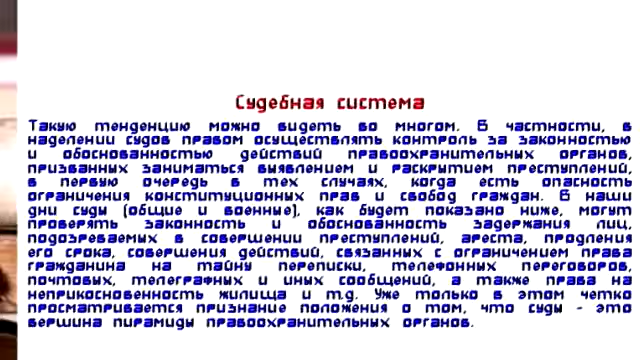 Судебная система
Такую тенденцию можно видеть во многом. В частности, в
наделении судов правом осуществлять контроль за законностью
и обоснованностью действий правоохранительных органов,
призванных заниматься выявлением и раскрытием преступлений,
в первую очередь в тех случаях, когда есть опасность
ограничения конституционных прав и свобод граждан. В наши
дни суды (общие и военные), как будет показано ниже, могут
проверять законность и обоснованность задержания лиц,
подозреваемых в совершении преступлений, ареста, продления
его срока, совершения действий, связанных с ограничением права
гражданина на тайну переписки, телефонных переговоров,
почтовых, телеграфных и иных сообщений, а также права на
неприкосновенность жилища и т.д. Уже только в этом четко
просматривается признание положения о том, что суды - это
вершина пирамиды правоохранительных органов.